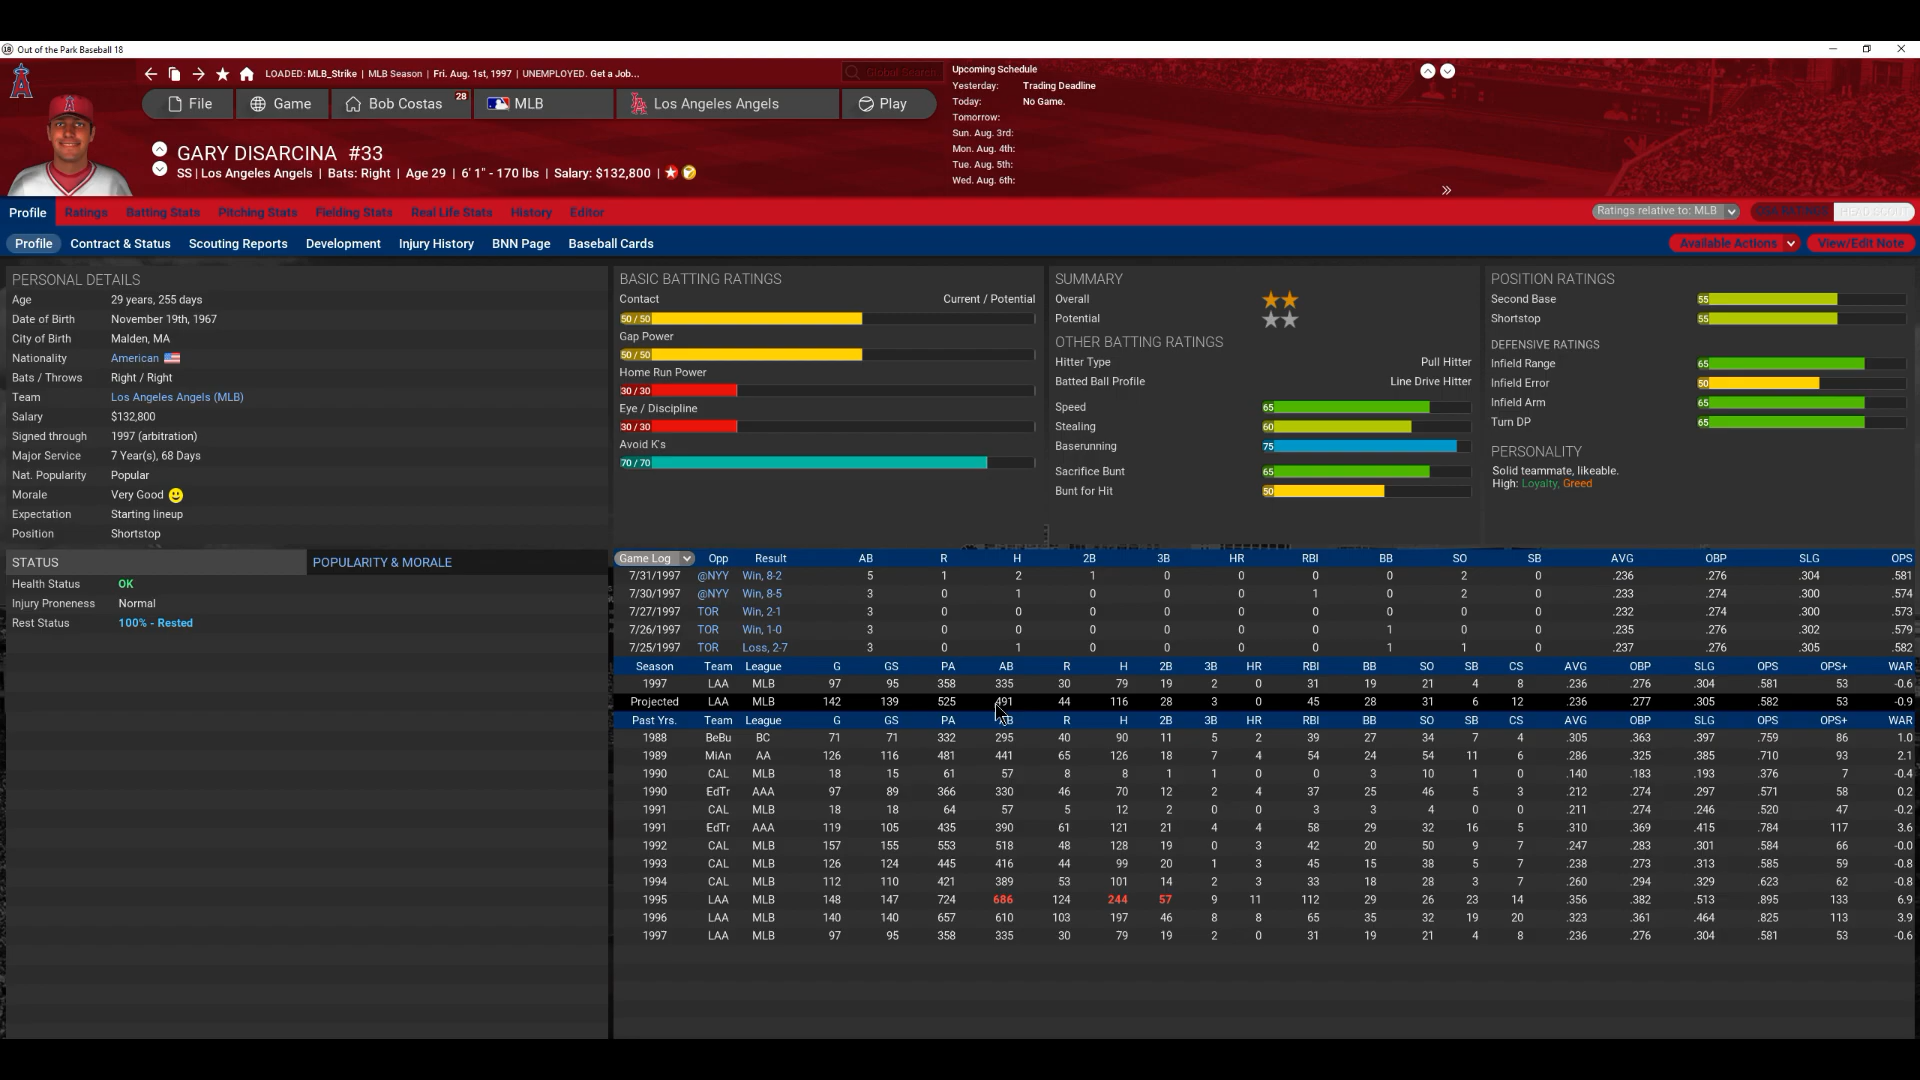 Out of the Park Baseball 18
LOADED: MLB_Strike | MLB Season | Fri. Aug. 1st, 1997 | UNEMPLOYED. Get a Job...
Global Search
File Game Bob Costas 28 MLB Los Angeles Angels Play
Upcoming Schedule
Yesterday: Trading Deadline
Today: No Game.
Tomorrow:
Sun. Aug. 3rd:
Mon. Aug. 4th:
Tue. Aug. 5th:
Wed. Aug. 6th:
GARY DISARCINA #33
SS | Los Angeles Angels | Bats: Right | Age 29 | 6' 1" - 170 lbs | Salary: $132,800 |
Profile Ratings Batting Stats Pitching Stats Fielding Stats Real Life Stats History Editor
Ratings relative to: MLB
Profile Contract & Status Scouting Reports Development Injury History BNN Page Baseball Cards
Available Actions View/Edit Note
PERSONAL DETAILS
Age 29 years, 255 days
Date of Birth November 19th, 1967
City of Birth Malden, MA
Nationality American
Bats / Throws Right / Right
Team Los Angeles Angels (MLB)
Salary $132,800
Signed through 1997 (arbitration)
Major Service 7 Year(s), 68 Days
Nat. Popularity Popular
Morale Very Good
Expectation Starting lineup
Position Shortstop
BASIC BATTING RATINGS
Contact Current / Potential
50 / 50
Gap Power
50 / 50
Home Run Power
30 / 30
Eye / Discipline
30 / 30
Avoid K's
70 / 70
SUMMARY
Overall
Potential
OTHER BATTING RATINGS
Hitter Type Pull Hitter
Batted Ball Profile Line Drive Hitter
Speed 65
Stealing 60
Baserunning 75
Sacrifice Bunt 65
Bunt for Hit 50
POSITION RATINGS
Second Base 55
Shortstop 55
DEFENSIVE RATINGS
Infield Range 65
Infield Error 50
Infield Arm 65
Turn DP 65
PERSONALITY
Solid teammate, likeable.
High: Loyalty, Greed
STATUS POPULARITY & MORALE
Health Status OK
Injury Proneness Normal
Rest Status 100% - Rested
Game Log Opp Result AB R H 2B 3B HR RBI BB SO SB AVG OBP SLG OPS
7/31/1997 @NYY Win, 8-2 5 1 2 1 0 0 0 0 2 0 .236 .276 .304 .581
7/30/1997 @NYY Win, 8-5 3 0 1 0 0 0 1 0 2 0 .233 .274 .300 .574
7/27/1997 TOR Win, 2-1 3 0 0 0 0 0 0 0 0 0 .232 .274 .300 .573
7/26/1997 TOR Win, 1-0 3 0 0 0 0 0 0 1 0 0 .235 .276 .302 .579
7/25/1997 TOR Loss, 2-7 3 0 1 0 0 0 0 1 1 0 .237 .276 .305 .582
Season Team League G GS PA AB R H 2B 3B HR RBI BB SO SB CS AVG OBP SLG OPS OPS+ WAR
1997 LAA MLB 97 95 358 335 30 79 19 2 0 31 19 21 4 8 .236 .276 .304 .581 53 -0.6
Projected LAA MLB 142 139 525 491 44 116 28 3 0 45 28 31 6 12 .236 .277 .305 .582 53 -0.9
Past Yrs. Team League G GS PA AB R H 2B 3B HR RBI BB SO SB CS AVG OBP SLG OPS OPS+ WAR
1988 BeBu BC 71 71 332 295 40 90 11 5 2 39 27 34 7 4 .305 .363 .397 .759 86 1.0
1989 MiAn AA 126 116 481 441 65 126 18 7 4 54 24 54 11 6 .286 .325 .385 .710 93 2.1
1990 CAL MLB 18 15 61 57 8 8 1 1 0 0 3 10 1 0 .140 .183 .193 .376 7 -0.4
1990 EdTr AAA 97 89 366 330 46 70 12 2 4 37 25 46 5 3 .212 .274 .297 .571 58 0.2
1991 CAL MLB 18 18 64 57 5 12 2 0 0 3 3 4 0 0 .211 .274 .246 .520 47 -0.2
1991 EdTr AAA 119 105 435 390 61 121 21 4 4 58 29 32 16 5 .310 .369 .415 .784 117 3.6
1992 CAL MLB 157 155 553 518 48 128 19 0 3 42 20 50 9 7 .247 .283 .301 .584 66 -0.0
1993 CAL MLB 126 124 445 416 44 99 20 1 3 45 15 38 5 7 .238 .273 .313 .585 59 -0.8
1994 CAL MLB 112 110 421 389 53 101 14 2 3 33 18 28 3 7 .260 .294 .329 .623 62 -0.8
1995 LAA MLB 148 147 724 686 124 244 57 9 11 112 29 26 23 14 .356 .382 .513 .895 133 6.9
1996 LAA MLB 140 140 657 610 103 197 46 8 8 65 35 32 19 20 .323 .361 .464 .825 113 3.9
1997 LAA MLB 97 95 358 335 30 79 19 2 0 31 19 21 4 8 .236 .276 .304 .581 53 -0.6